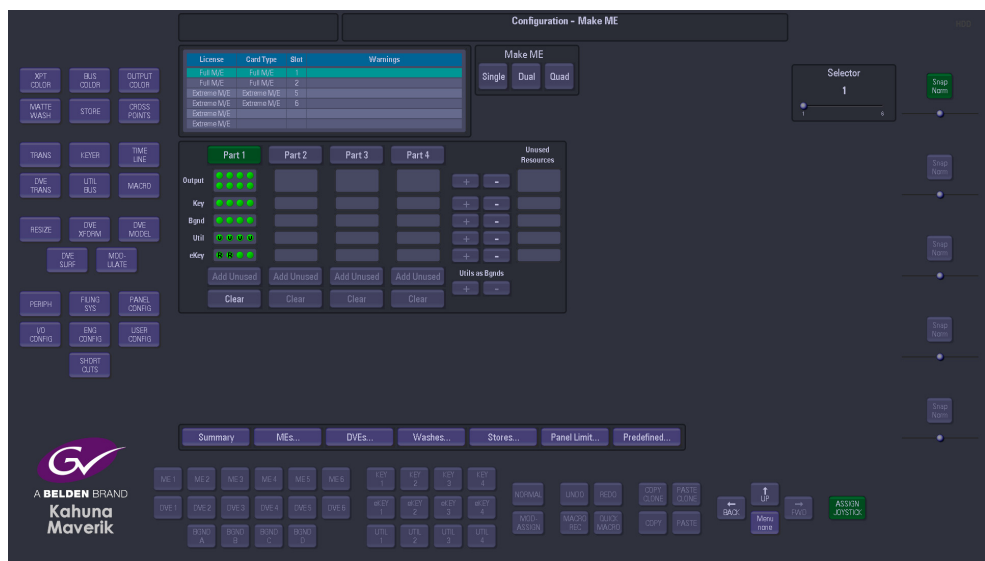 Configuration - Make ME
License Card Type Slot Warnings
Full M/E Full M/E 1
Full M/E Full M/E 2
Extreme M/E Extreme M/E 5
Extreme M/E Extreme M/E 6
Extreme M/E
Extreme M/E
Make ME
Single Dual Quad
Selector
1
1 6
Snap
Norm
XPT
COLOR
BUS
COLOR
OUTPUT
COLOR
MATTE
WASH
STORE
CROSS
POINTS
TRANS
KEYER
TIME
LINE
DVE
TRANS
UTIL
BUS
MACRO
RESIZE
DVE
XFORM
DVE
MODEL
DVE
SURF
MOD-
ULATE
PERIPH
FILING
SYS
PANEL
CONFIG
I/O
CONFIG
ENG
CONFIG
USER
CONFIG
SHORT
CUTS
Part 1 Part 2 Part 3 Part 4
Unused
Resources
Output + -
Key + -
Bgnd + -
Util U U U U + -
eKey R R + -
Add Unused Add Unused Add Unused Add Unused
Utils as Bgnds
+ -
Clear Clear Clear Clear
Snap
Norm
Snap
Norm
Snap
Norm
Snap
Norm
Summary MEs... DVEs... Washes... Stores... Panel Limit... Predefined...
GV
A BELDEN BRAND
Kahuna
Maverik
ME 1 ME 2 ME 3 ME 4 ME 5 ME 6
KEY
1
KEY
2
KEY
3
KEY
4
DVE 1 DVE 2 DVE 3 DVE 4 DVE 5 DVE 6
eKEY
1
eKEY
2
eKEY
3
eKEY
4
BGND
A
BGND
B
BGND
C
BGND
D
UTIL
1
UTIL
2
UTIL
3
UTIL
4
NORMAL
UNDO
REDO
COPY
CLONE
PASTE
CLONE
MOD-
ASSIGN
MACRO
REC
QUICK
MACRO
COPY
PASTE
←
BACK
↑
UP
→
FWD
Menu
none
ASSIGN
JOYSTICK